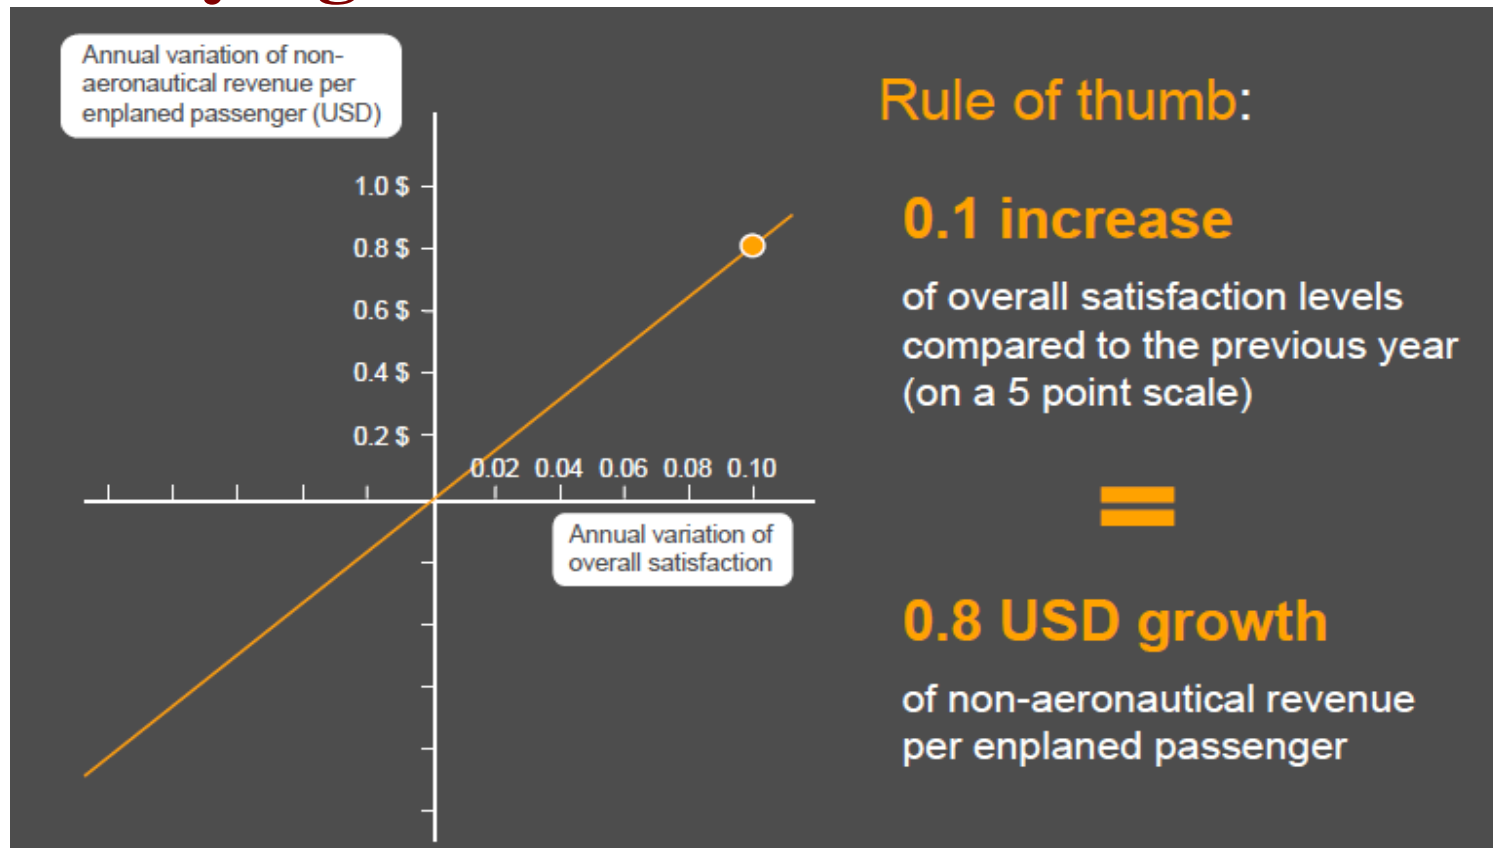 Annual variation of non-
aeronautical revenue per
enplaned passenger (USD)
1.0 $
0.8 $
0.6 $
0.4 $
0.2 $
0.02 0.04 0.06 0.08 0.10
Annual variation of
overall satisfaction
Rule of thumb:
0.1 increase
of overall satisfaction levels
compared to the previous year
(on a 5 point scale)
=
0.8 USD growth
of non-aeronautical revenue
per enplaned passenger